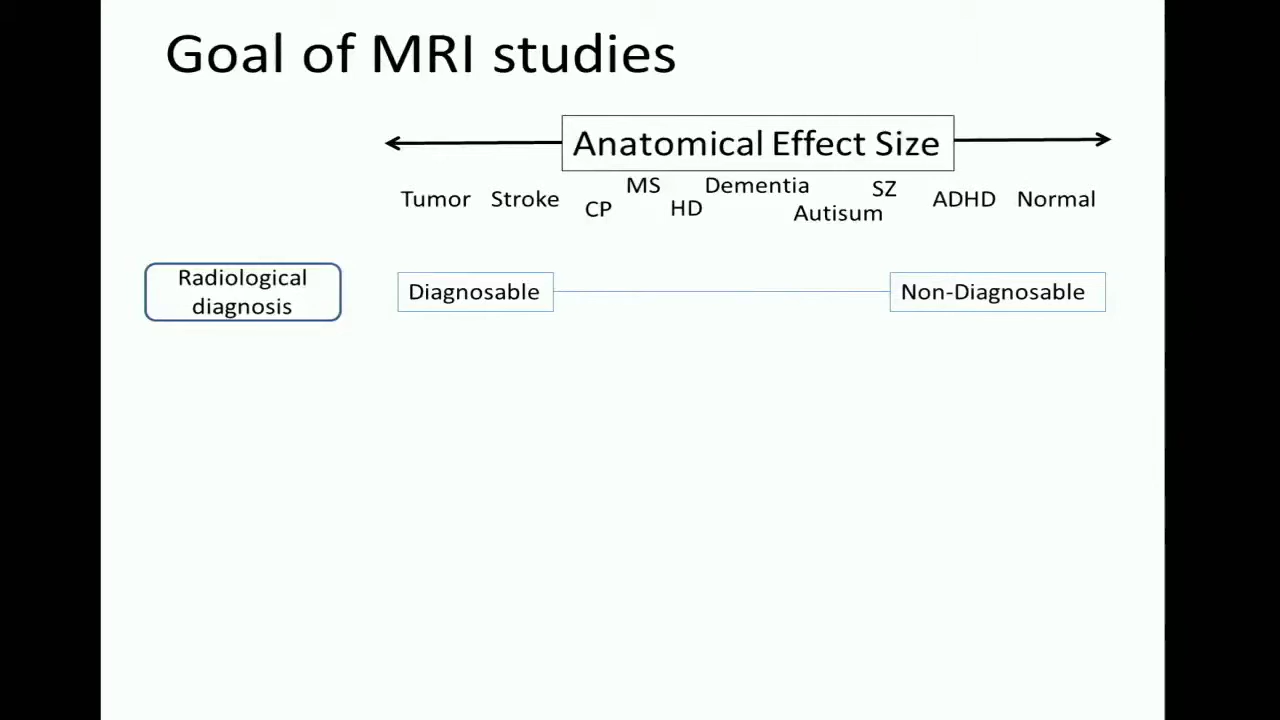 Goal of MRI studies
Anatomical Effect Size
Tumor Stroke CP MS HD Dementia Autisum SZ ADHD Normal
Radiological
diagnosis
Diagnosable
Non-Diagnosable